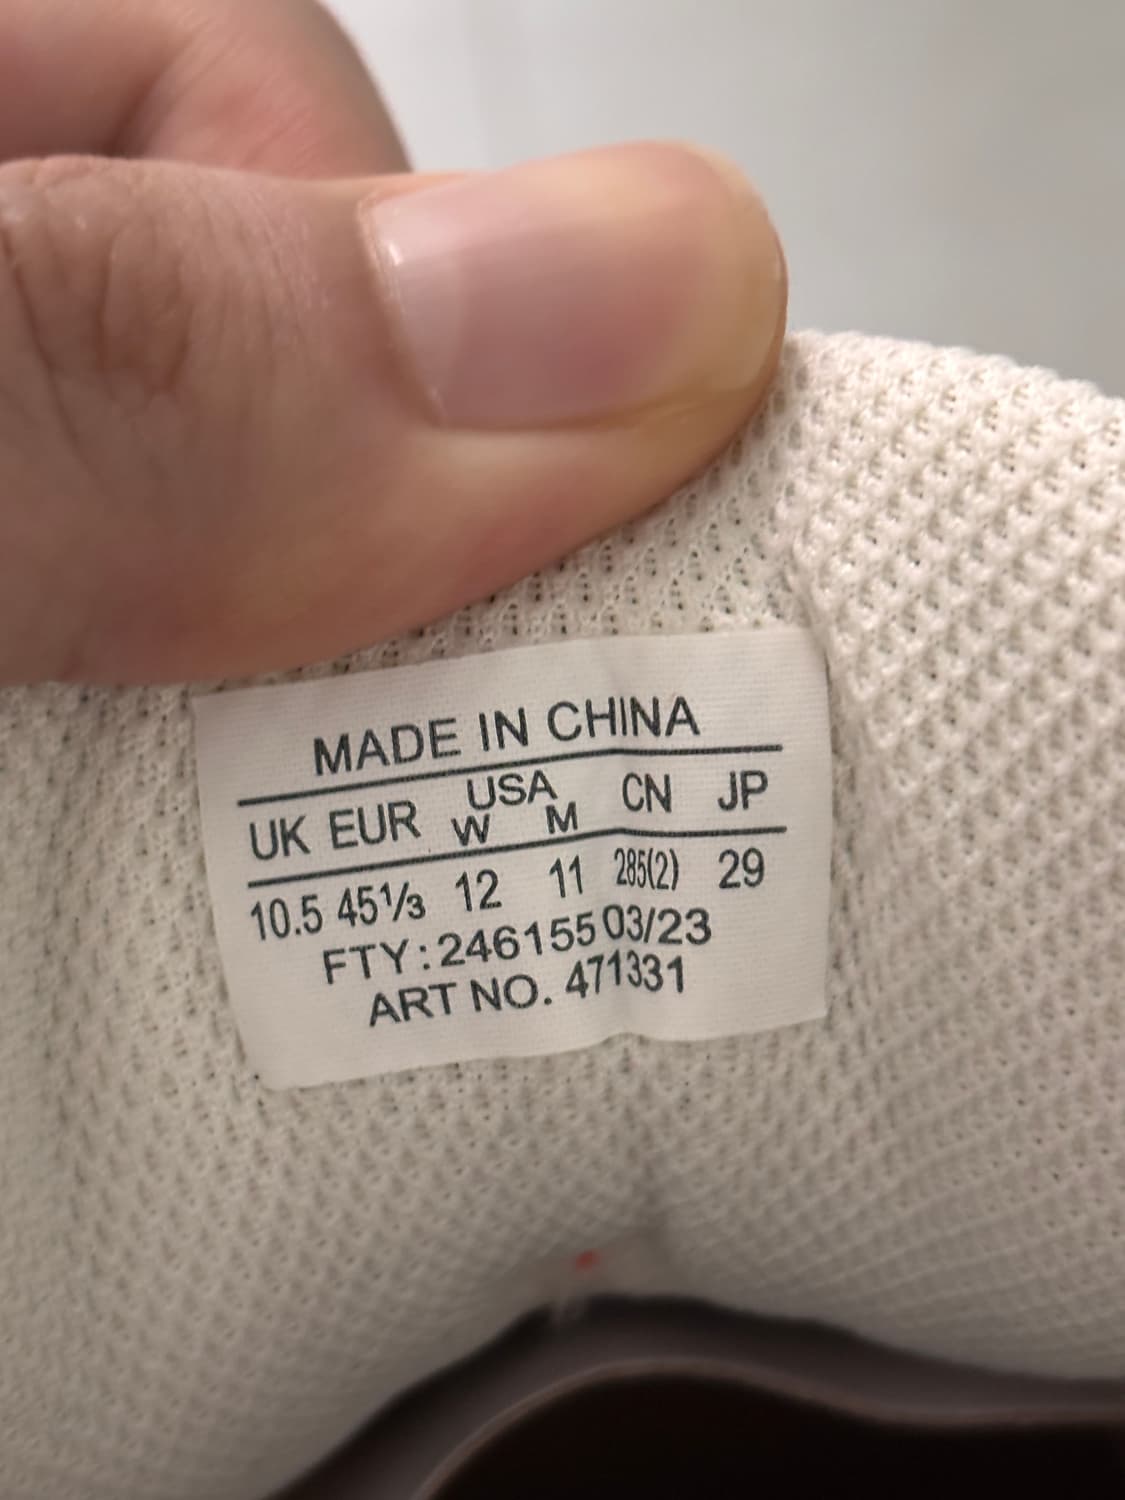 MADE IN CHINA
UK EUR USA CN JP
W M
10.5 45⅓ 12 11 285(2) 29
FTY:246155 03/23
ART NO. 471331